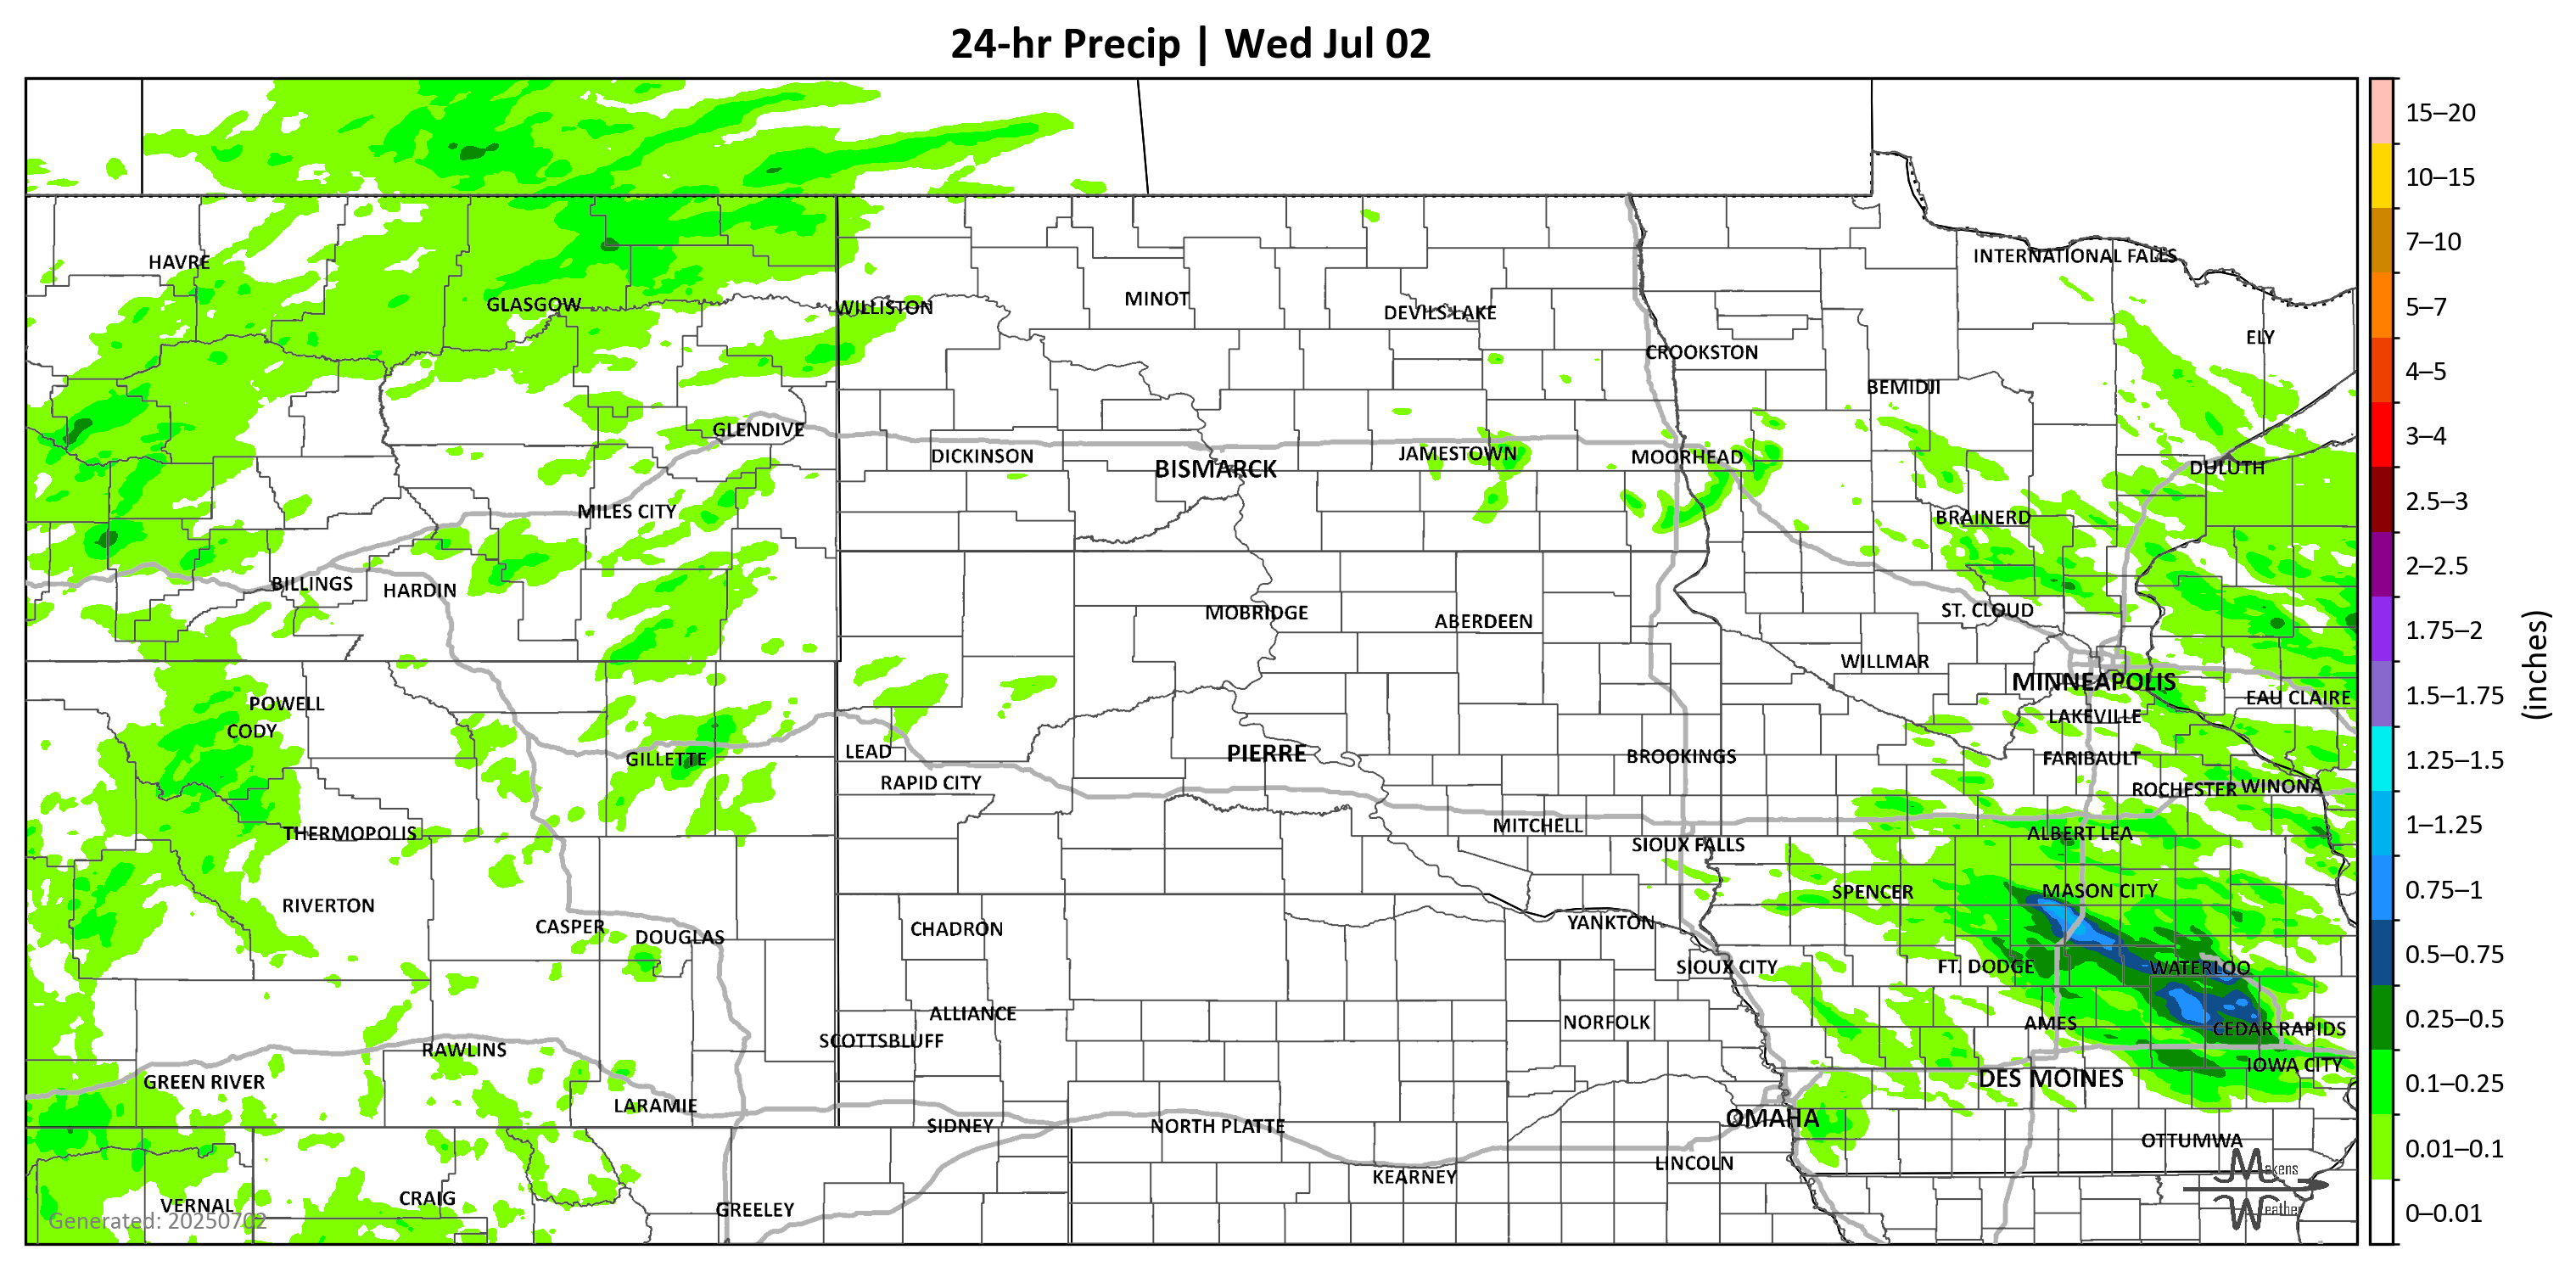 24-hr Precip | Wed Jul 02
INTERNATIONAL FALLS
HAVRE
GLASGOW
WILLISTON
MINOT
DEVILS LAKE
ELY
CROOKSTON
BEMIDJI
GLENDIVE
DICKINSON
BISMARCK
JAMESTOWN
MOORHEAD
DULUTH
MILES CITY
BRAINERD
BILLINGS
HARDIN
MOBRIDGE
ABERDEEN
ST. CLOUD
WILLMAR
MINNEAPOLIS
EAU CLAIRE
POWELL
CODY
LAKEVILLE
GILLETTE
LEAD
PIERRE
BROOKINGS
FARIBAULT
RAPID CITY
ROCHESTER
WINONA
THERMOPOLIS
MITCHELL
ALBERT LEA
SIOUX FALLS
SPENCER
MASON CITY
RIVERTON
CASPER
DOUGLAS
CHADRON
YANKTON
SIOUX CITY
FT. DODGE
WATERLOO
ALLIANCE
NORFOLK
AMES
CEDAR RAPIDS
SCOTTSBLUFF
RAWLINS
IOWA CITY
GREEN RIVER
DES MOINES
LARAMIE
SIDNEY
NORTH PLATTE
OMAHA
OTTUMWA
LINCOLN
KEARNEY
VERNAL
CRAIG
GREELEY
Generated: 20250702
Makens
Weather
15–20
10–15
7–10
5–7
4–5
3–4
2.5–3
2–2.5
1.75–2
1.5–1.75
1.25–1.5
1–1.25
0.75–1
0.5–0.75
0.25–0.5
0.1–0.25
0.01–0.1
0–0.01
(inches)